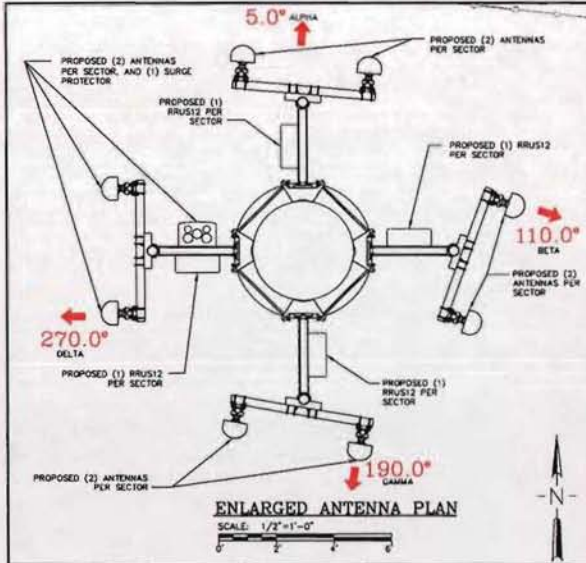 5.0° ALPHA
PROPOSED (2) ANTENNAS
PER SECTOR, AND (1) SURGE
PROTECTOR
PROPOSED (2) ANTENNAS
PER SECTOR
PROPOSED (1)
RRUS12 PER
SECTOR
PROPOSED (1) RRUS12
PER SECTOR
110.0°
BETA
PROPOSED (2)
ANTENNAS PER
SECTOR
270.0°
DELTA
PROPOSED (1) RRUS12
PER SECTOR
PROPOSED (1)
RRUS12 PER
SECTOR
PROPOSED (2) ANTENNAS
PER SECTOR
190.0°
GAMMA
N
ENLARGED ANTENNA PLAN
SCALE: 1/2"=1'-0"
0' 2' 4' 6'